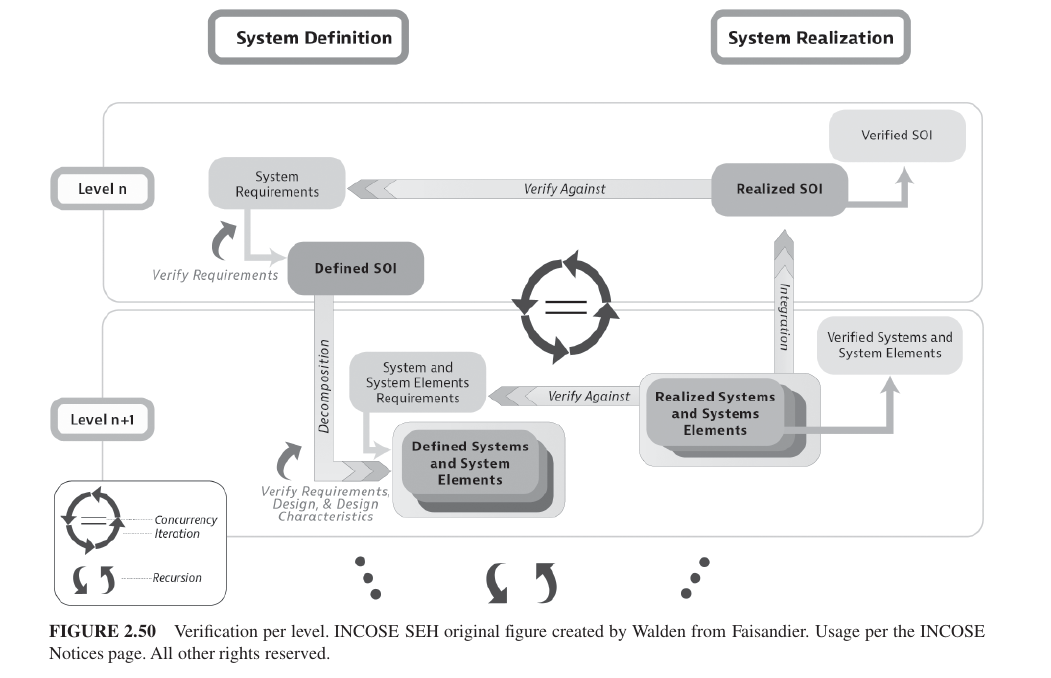 System Definition
System Realization
Verified SOI
Level n
System
Requirements
Verify Against
Realized SOI
Verify Requirements
Defined SOI
Integration
Verified Systems and
System Elements
Decomposition
System and
System Elements
Requirements
Verify Against
Realized Systems
and Systems
Elements
Level n+1
Defined Systems
and System
Elements
Verify Requirements,
Design, & Design
Characteristics
Concurrency
Iteration
Recursion
FIGURE 2.50 Verification per level. INCOSE SEH original figure created by Walden from Faisandier. Usage per the INCOSE
Notices page. All other rights reserved.